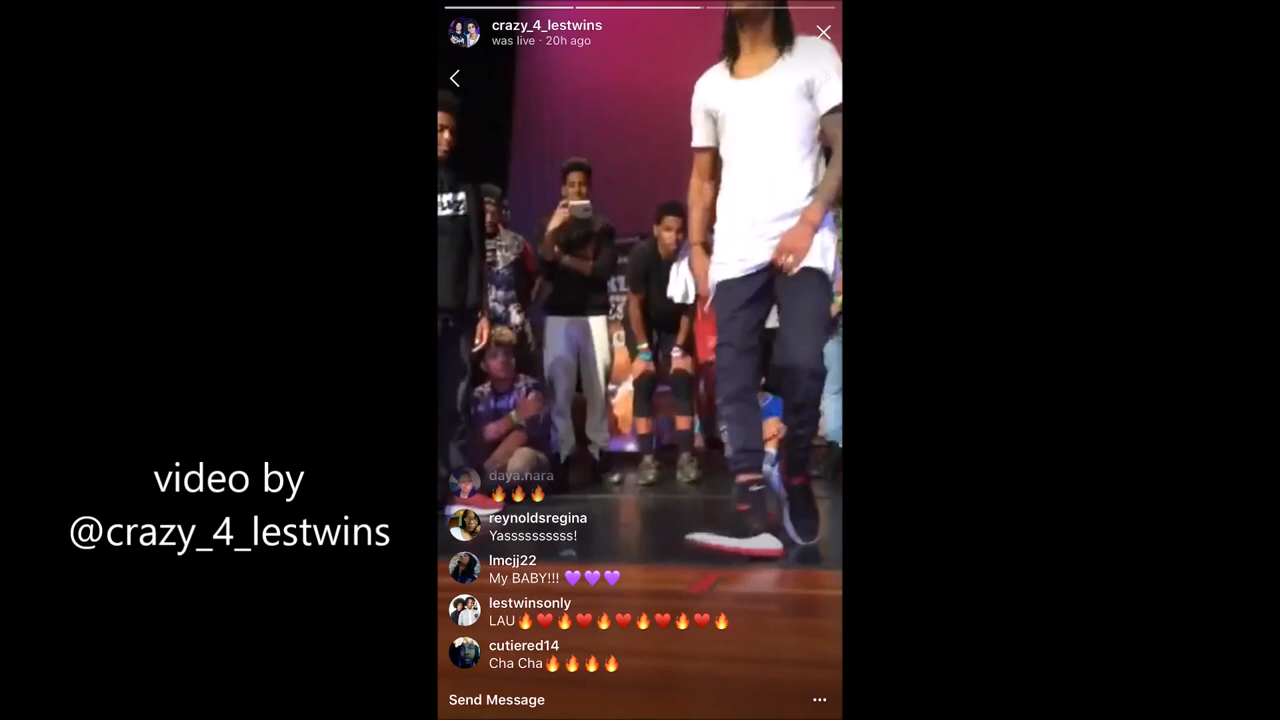 crazy_4_lestwins
was live · 20h ago
video by
@crazy_4_lestwins
daya.nara
🔥🔥🔥
reynoldsregina
Yassssssssss!
lmcjj22
My BABY!!! 💜💜💜
lestwinsonly
LAU🔥❤️🔥❤️🔥❤️🔥❤️🔥❤️🔥
cutiered14
Cha Cha🔥🔥🔥🔥
Send Message